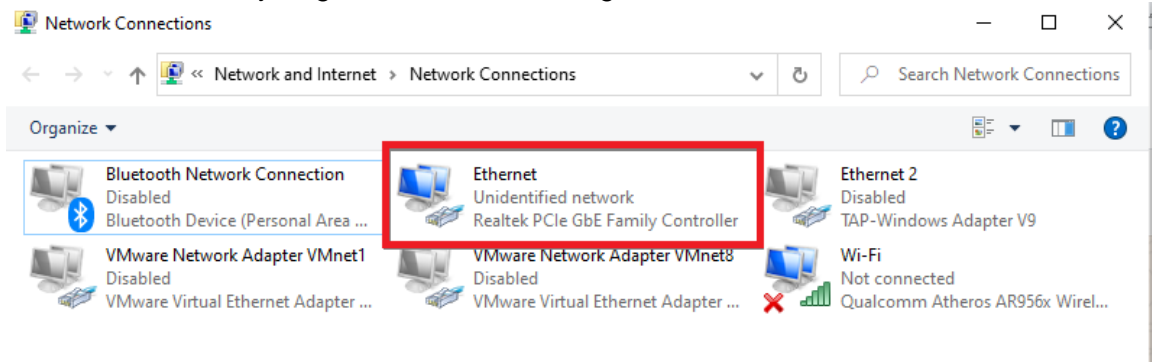 Network Connections
« Network and Internet › Network Connections
Search Network Connections
Organize
Bluetooth Network Connection
Disabled
Bluetooth Device (Personal Area ...
Ethernet
Unidentified network
Realtek PCIe GbE Family Controller
Ethernet 2
Disabled
TAP-Windows Adapter V9
VMware Network Adapter VMnet1
Disabled
VMware Virtual Ethernet Adapter ...
VMware Network Adapter VMnet8
Disabled
VMware Virtual Ethernet Adapter ...
Wi-Fi
Not connected
Qualcomm Atheros AR956x Wirel...